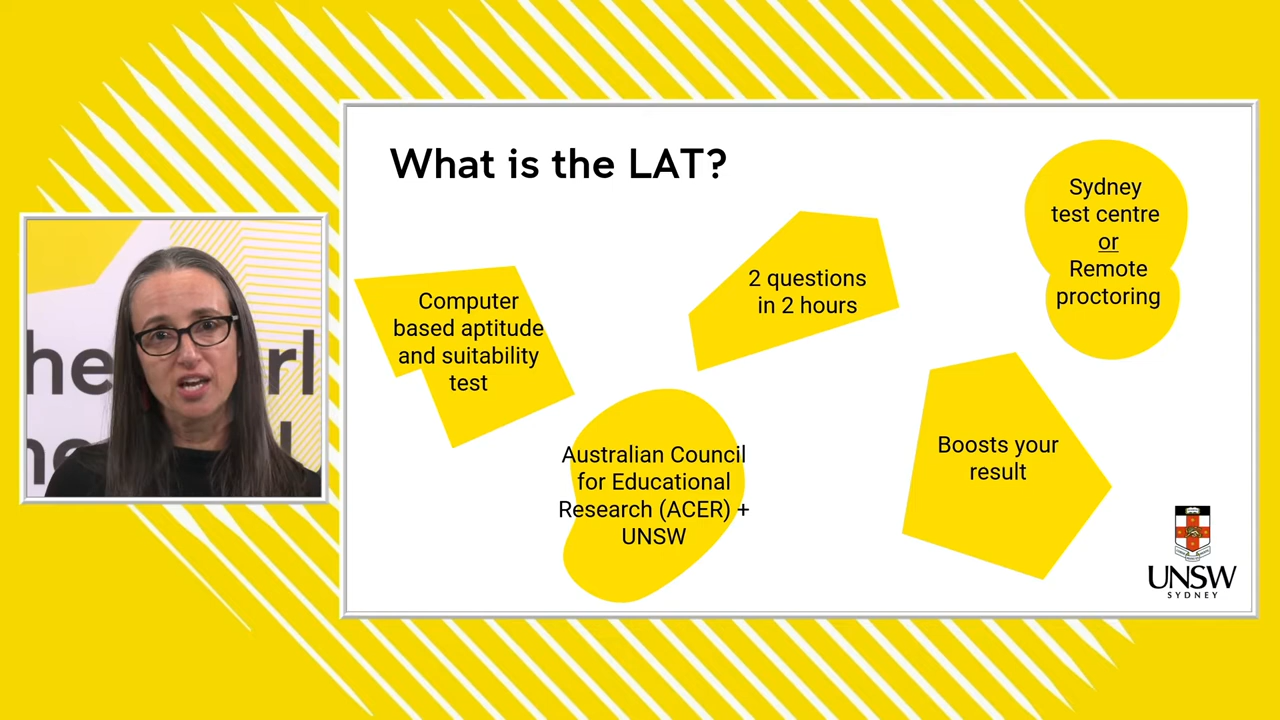 What is the LAT?
Computer
based aptitude
and suitability
test
2 questions
in 2 hours
Sydney
test centre
or
Remote
proctoring
Australian Council
for Educational
Research (ACER) +
UNSW
Boosts your
result
UNSW
SYDNEY